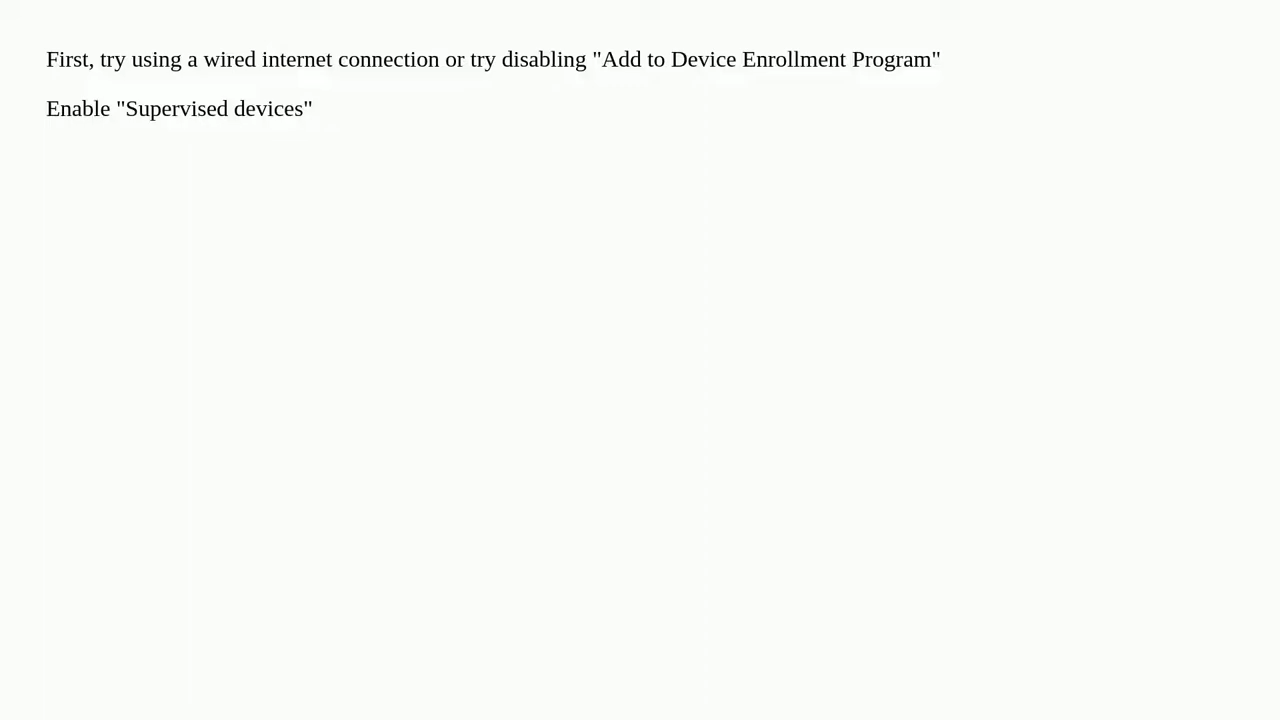 First, try using a wired internet connection or try disabling "Add to Device Enrollment Program"
Enable "Supervised devices"